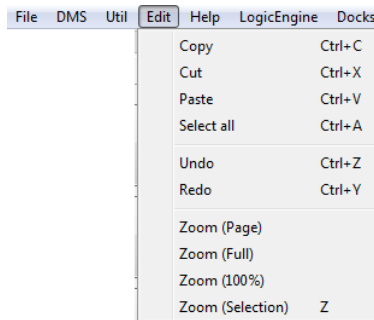 File DMS Util Edit Help LogicEngine Docks
Copy Ctrl+C
Cut Ctrl+X
Paste Ctrl+V
Select all Ctrl+A
Undo Ctrl+Z
Redo Ctrl+Y
Zoom (Page)
Zoom (Full)
Zoom (100%)
Zoom (Selection) Z